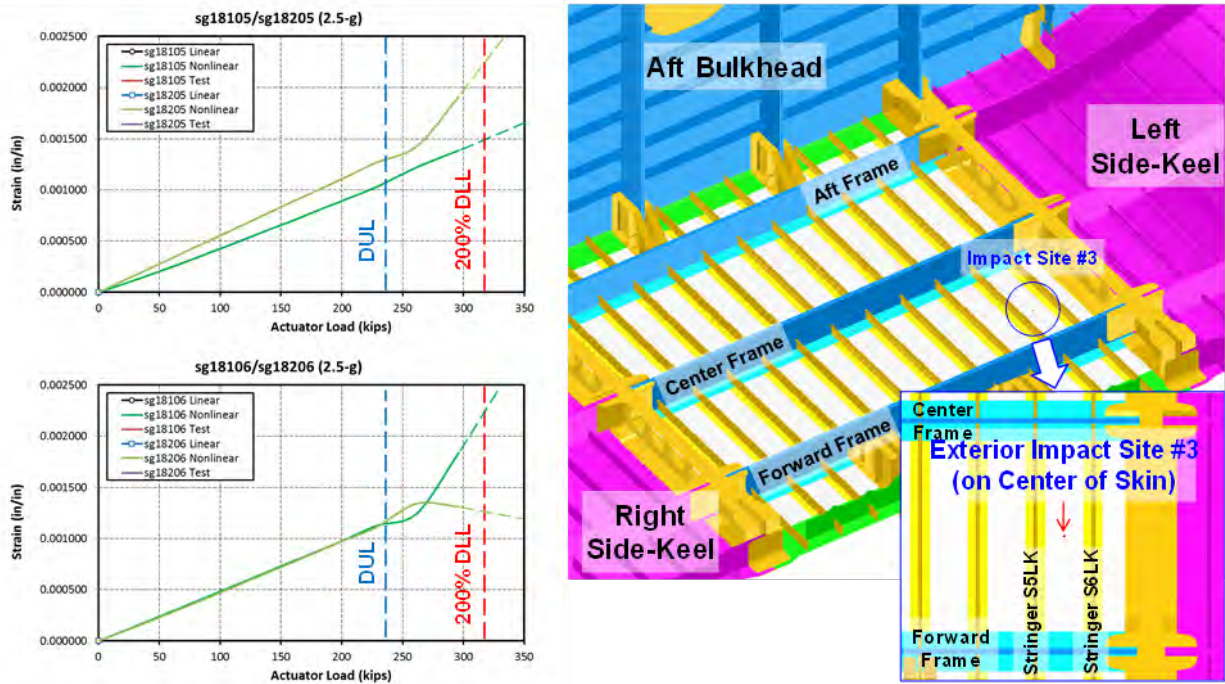 sg18105/sg18205 (2.5-g)
0.002500
0.002000
0.001500
0.001000
0.000500
0.000000
Strain (in/in)
sg18105 Linear
sg18105 Nonlinear
sg18105 Test
sg18205 Linear
sg18205 Nonlinear
sg18205 Test
DUL
200% DLL
0 50 100 150 200 250 300 350
Actuator Load (kips)
sg18106/sg18206 (2.5-g)
0.002500
0.002000
0.001500
0.001000
0.000500
0.000000
Strain (in/in)
sg18106 Linear
sg18106 Nonlinear
sg18106 Test
sg18206 Linear
sg18206 Nonlinear
sg18206 Test
DUL
200% DLL
0 50 100 150 200 250 300 350
Actuator Load (kips)
Aft Bulkhead
Left
Side-Keel
Aft Frame
Impact Site #3
Center Frame
Forward Frame
Right
Side-Keel
Center
Frame
Exterior Impact Site #3
(on Center of Skin)
Stringer S5LK
Stringer S6LK
Forward
Frame